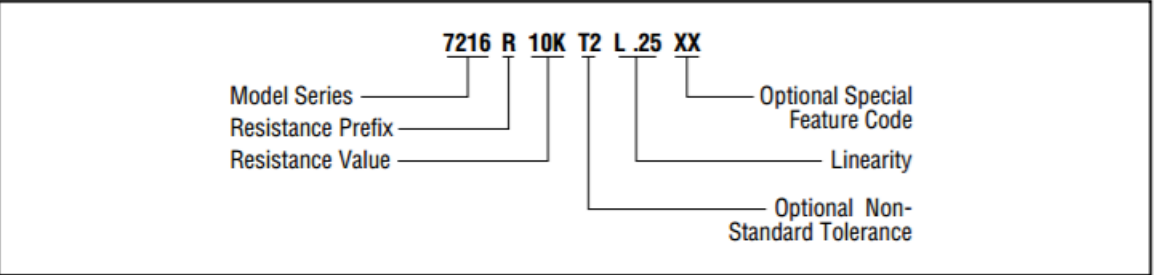 7216 R 10K T2 L .25 XX
Model Series
Resistance Prefix
Resistance Value
Optional Special
Feature Code
Linearity
Optional Non-
Standard Tolerance